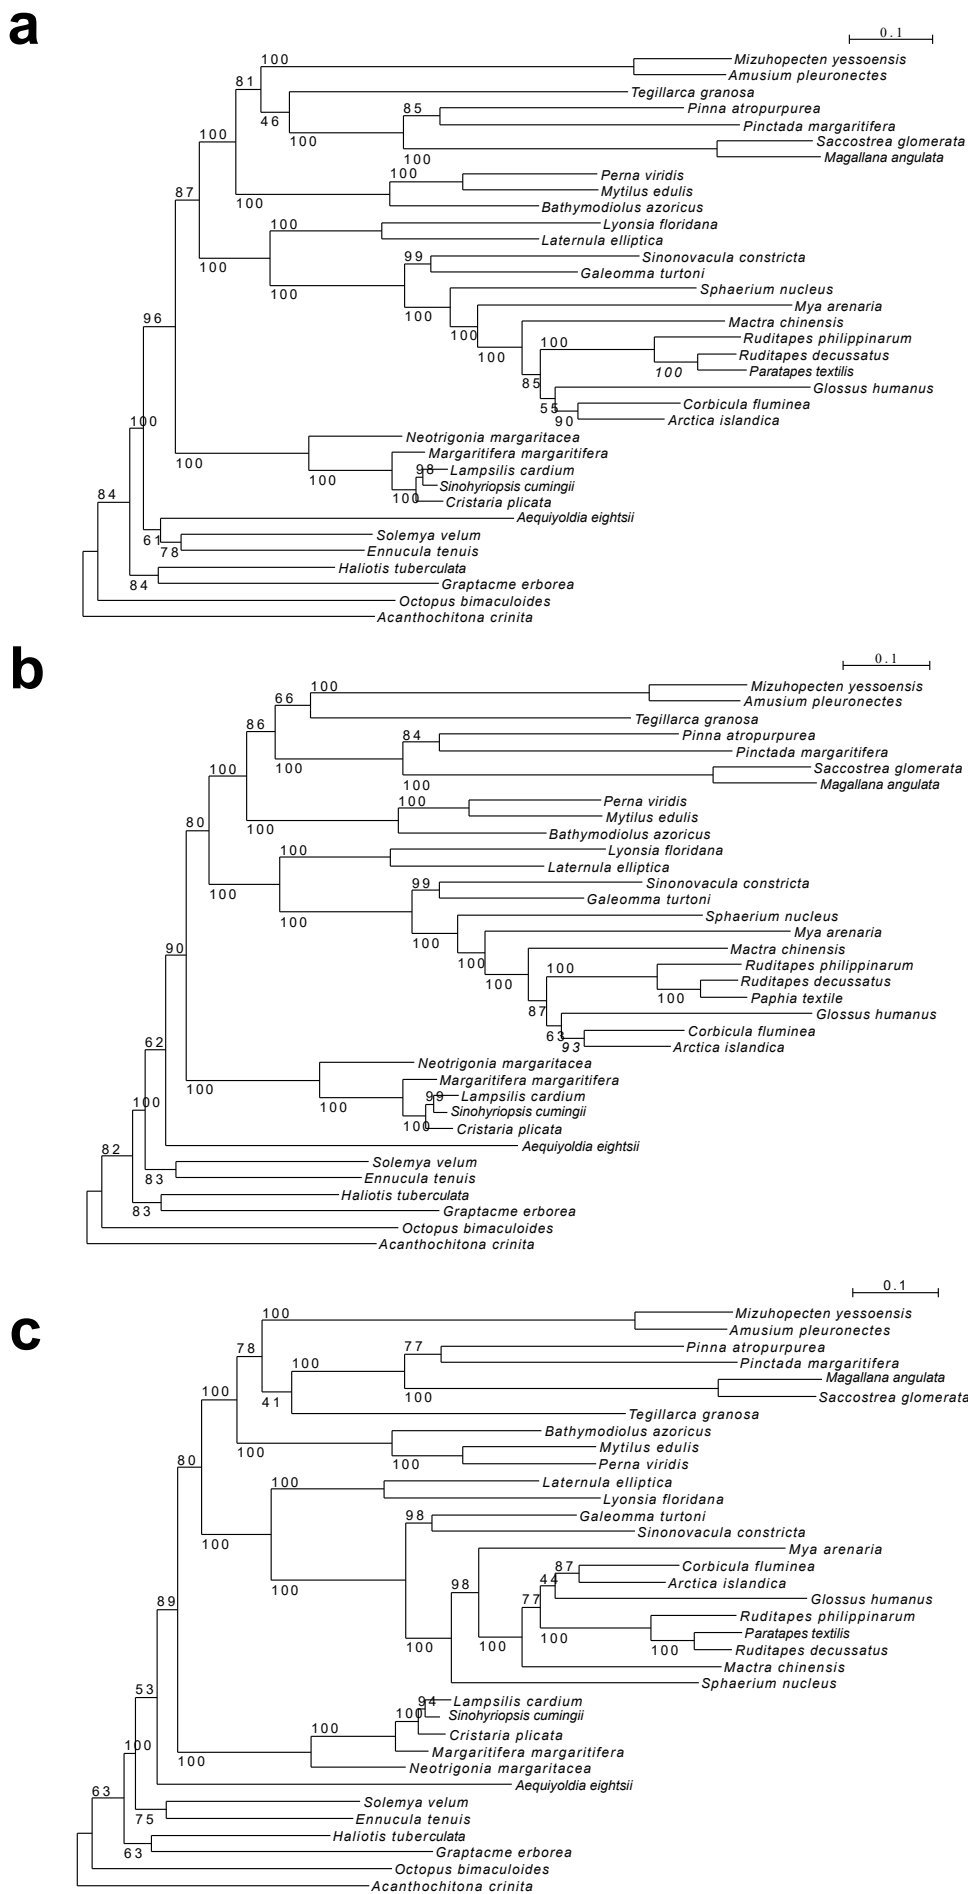 a
0.1
100
Mizuhopecten yessoensis
Amusium pleuronectes
81
Tegillarca granosa
46
85
Pinna atropurpurea
100
Pinctada margaritifera
100
Saccostrea glomerata
100
Magallana angulata
100
Perna viridis
87
Mytilus edulis
100
Bathymodiolus azoricus
100
Lyonsia floridana
Laternula elliptica
99
Sinonovacula constricta
100
Galeomma turtoni
100
Sphaerium nucleus
100
Mya arenaria
96
100
Mactra chinensis
100
100
Ruditapes philippinarum
Ruditapes decussatus
100
Paratapes textilis
85
Glossus humanus
55
Corbicula fluminea
100
90
Arctica islandica
Neotrigonia margaritacea
100
Margaritifera margaritifera
98
Lampsilis cardium
100
Sinohyriopsis cumingii
84
100
Cristaria plicata
Aequiyoldia eightsii
61
Solemya velum
78
Ennucula tenuis
Haliotis tuberculata
84
Graptacme erborea
Octopus bimaculoides
Acanthochitona crinita
b
0.1
100
Mizuhopecten yessoensis
66
Amusium pleuronectes
86
Tegillarca granosa
84
Pinna atropurpurea
Pinctada margaritifera
100
100
Saccostrea glomerata
100
Magallana angulata
100
Perna viridis
80
Mytilus edulis
100
Bathymodiolus azoricus
100
Lyonsia floridana
Laternula elliptica
99
Sinonovacula constricta
100
Galeomma turtoni
100
Sphaerium nucleus
100
Mya arenaria
90
100
Mactra chinensis
100
100
Ruditapes philippinarum
Ruditapes decussatus
100
Paphia textile
87
Glossus humanus
63
Corbicula fluminea
62
93
Arctica islandica
Neotrigonia margaritacea
100
Margaritifera margaritifera
100
99
Lampsilis cardium
100
Sinohyriopsis cumingii
100
Cristaria plicata
82
Aequiyoldia eightsii
Solemya velum
83
Ennucula tenuis
Haliotis tuberculata
83
Graptacme erborea
Octopus bimaculoides
Acanthochitona crinita
c
0.1
100
Mizuhopecten yessoensis
Amusium pleuronectes
78
77
Pinna atropurpurea
100
Pinctada margaritifera
Magallana angulata
100
41
100
Saccostrea glomerata
Tegillarca granosa
Bathymodiolus azoricus
100
Mytilus edulis
80
100
Perna viridis
100
Laternula elliptica
Lyonsia floridana
98
Galeomma turtoni
Sinonovacula constricta
100
Mya arenaria
87
Corbicula fluminea
44
98
100
Arctica islandica
89
77
Glossus humanus
Ruditapes philippinarum
100
100
100
Paratapes textilis
100
Ruditapes decussatus
Mactra chinensis
Sphaerium nucleus
53
94
Lampsilis cardium
100
Sinohyriopsis cumingii
100
Cristaria plicata
100
100
Margaritifera margaritifera
Neotrigonia margaritacea
63
Aequiyoldia eightsii
Solemya velum
75
Ennucula tenuis
Haliotis tuberculata
63
Graptacme erborea
Octopus bimaculoides
Acanthochitona crinita